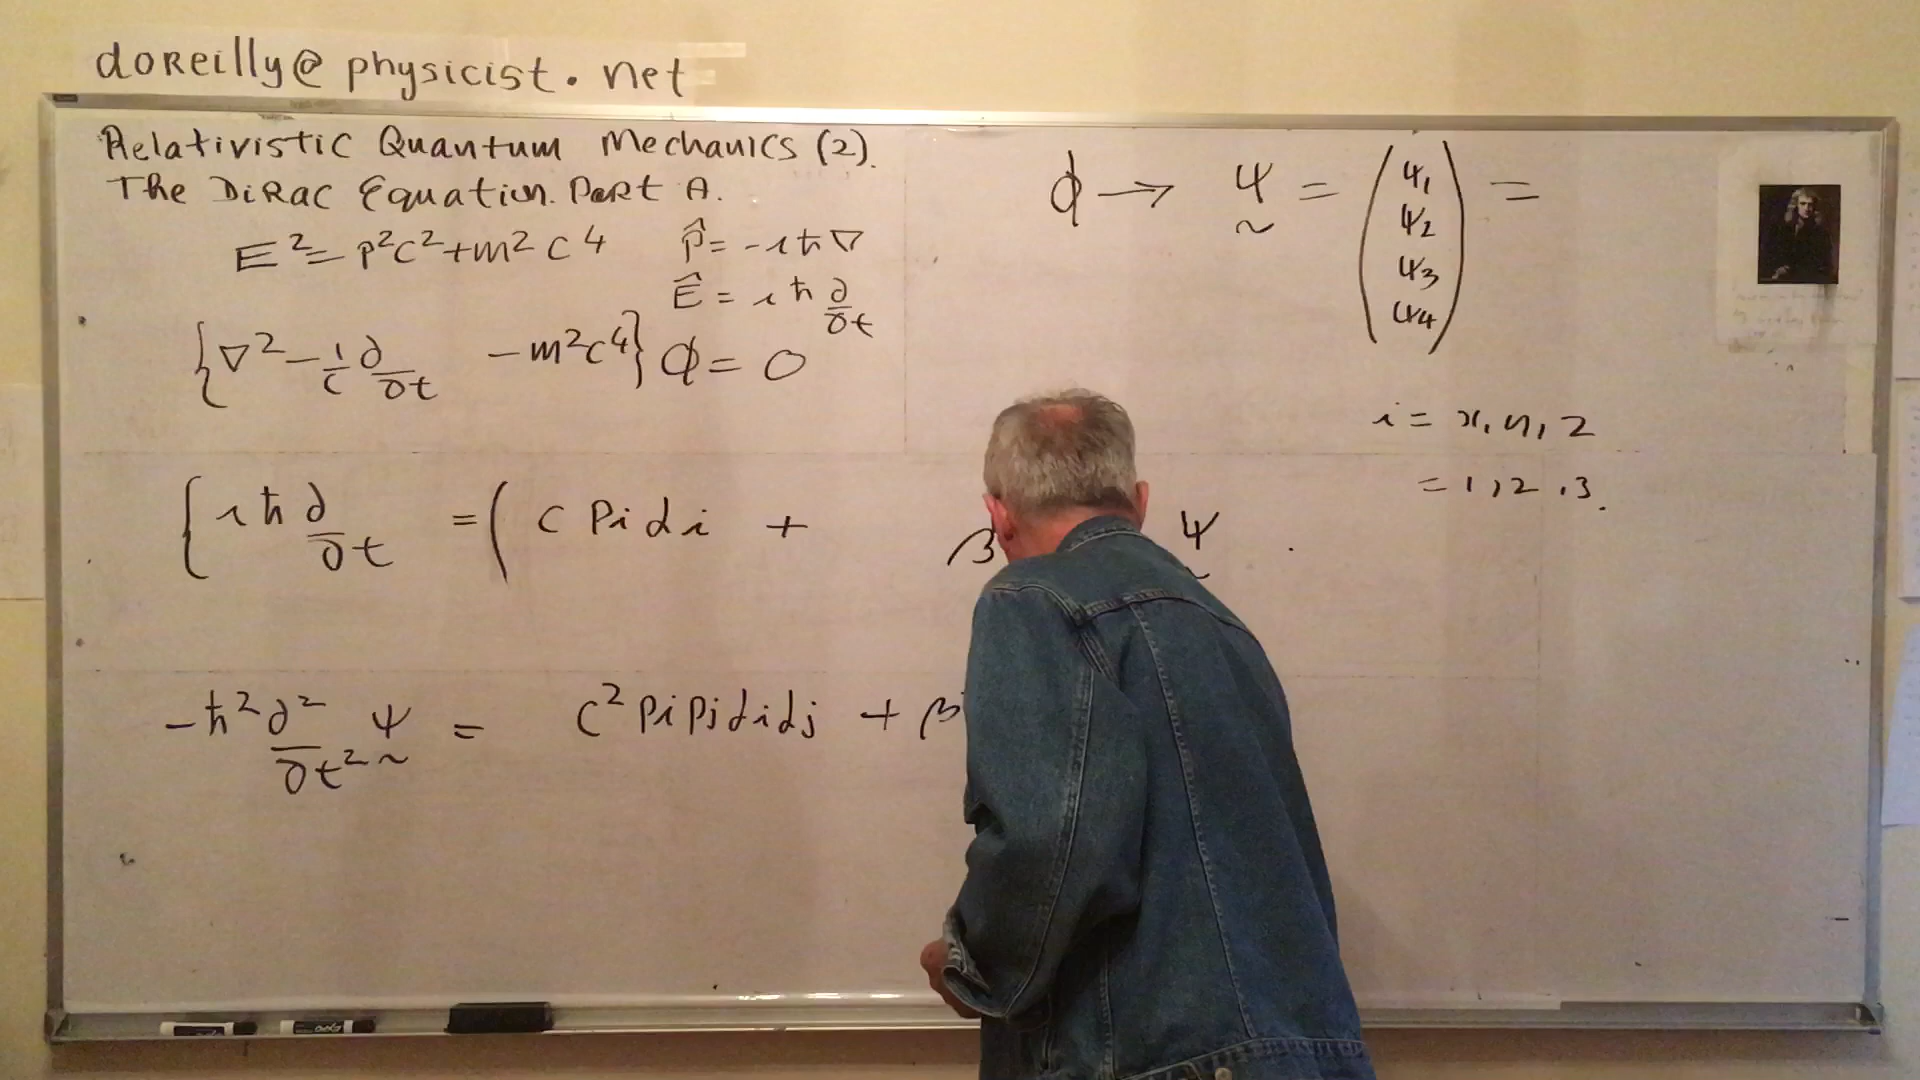 doreilly@physicist.net
Relativistic Quantum Mechanics (2).
The Dirac Equation. Part A.
E² = p²c² + m²c⁴
p̂ = -iħ∇
Ê = iħ ∂/∂t
{∇² - 1/c ∂/∂t - m²c⁴} ϕ = 0
ϕ → ψ = (ψ1 ψ2 ψ3 ψ4) =
i = x, y, z
= 1, 2, 3.
{iħ ∂/∂t = (c Pi αi + β ψ
-ħ² ∂²/∂t² ψ = c² Pi Pj αi αj + β